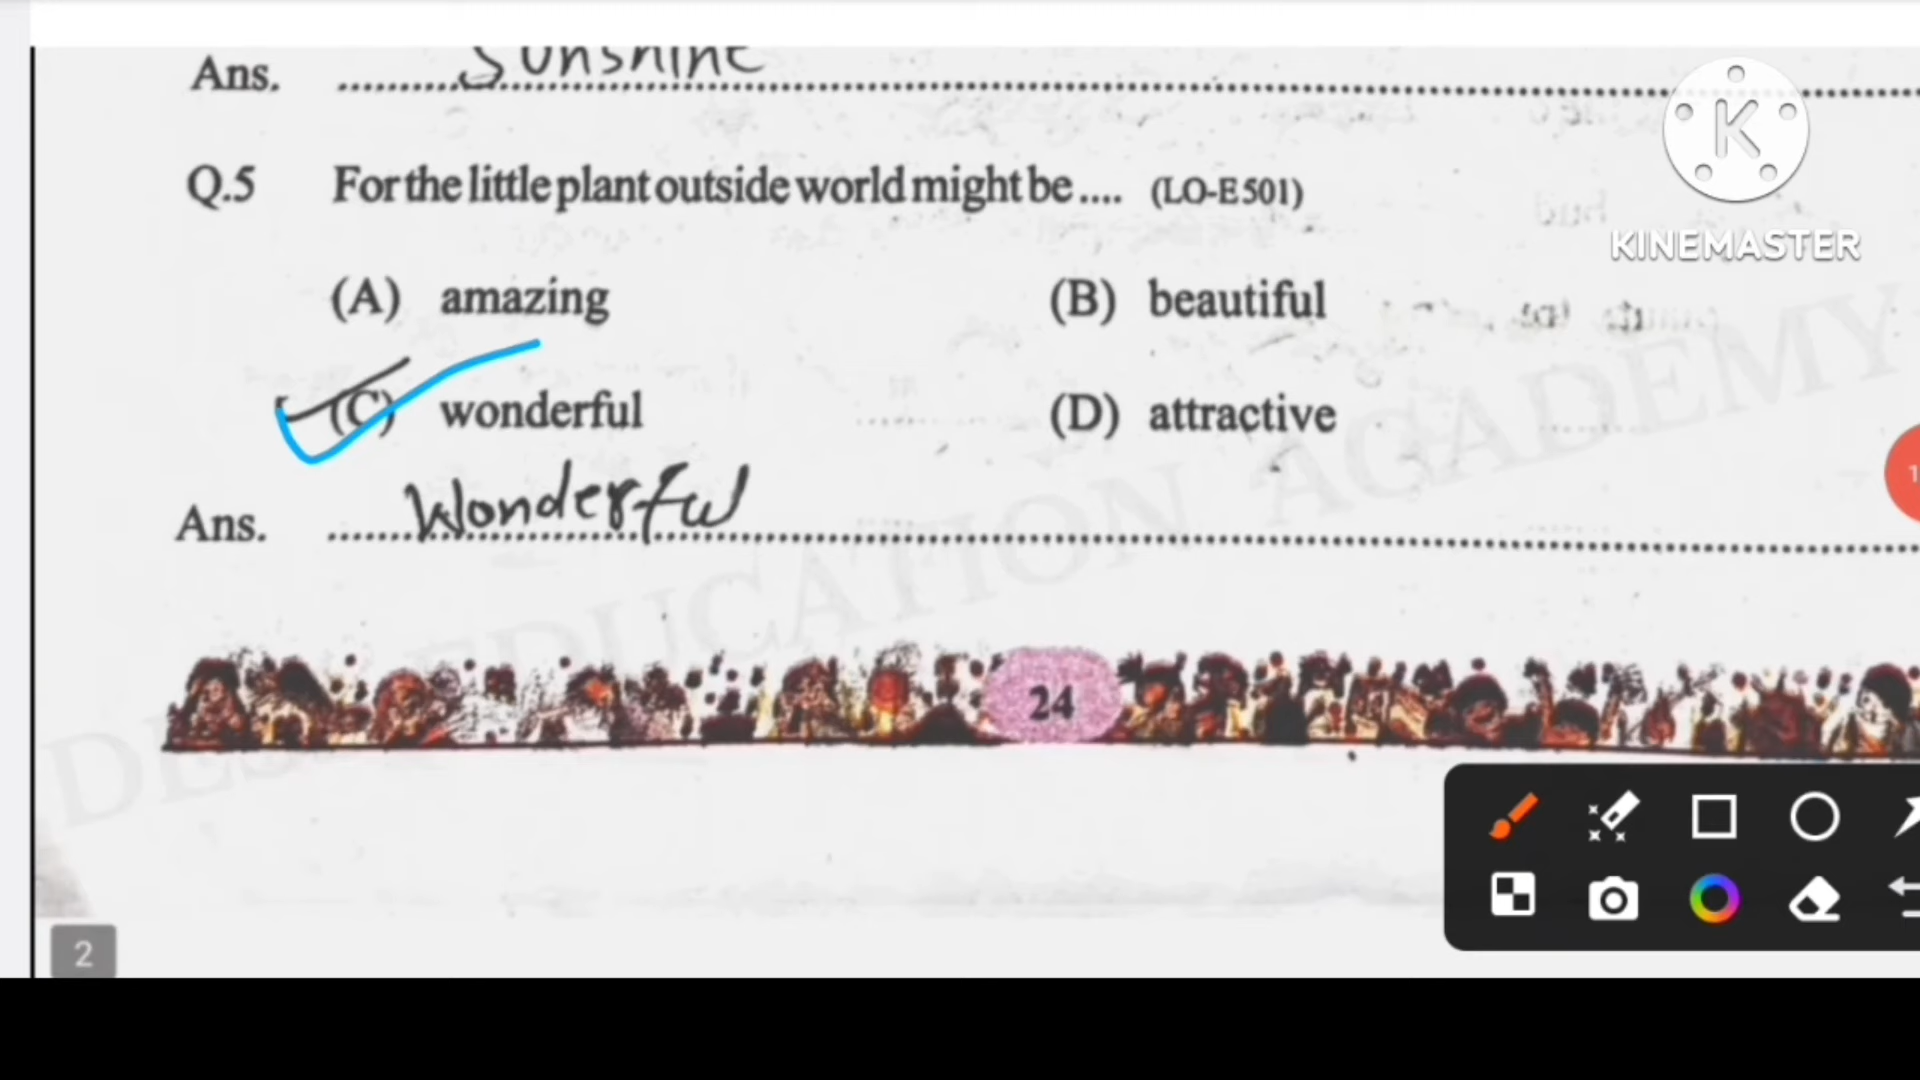 Ans. Sunshine
Q.5 For the little plant outside world might be .... (LO-E501)
(A) amazing (B) beautiful
(C) wonderful (D) attractive
Ans. Wonderful
24
2
KINEMASTER
EDUCATION ACADEMY